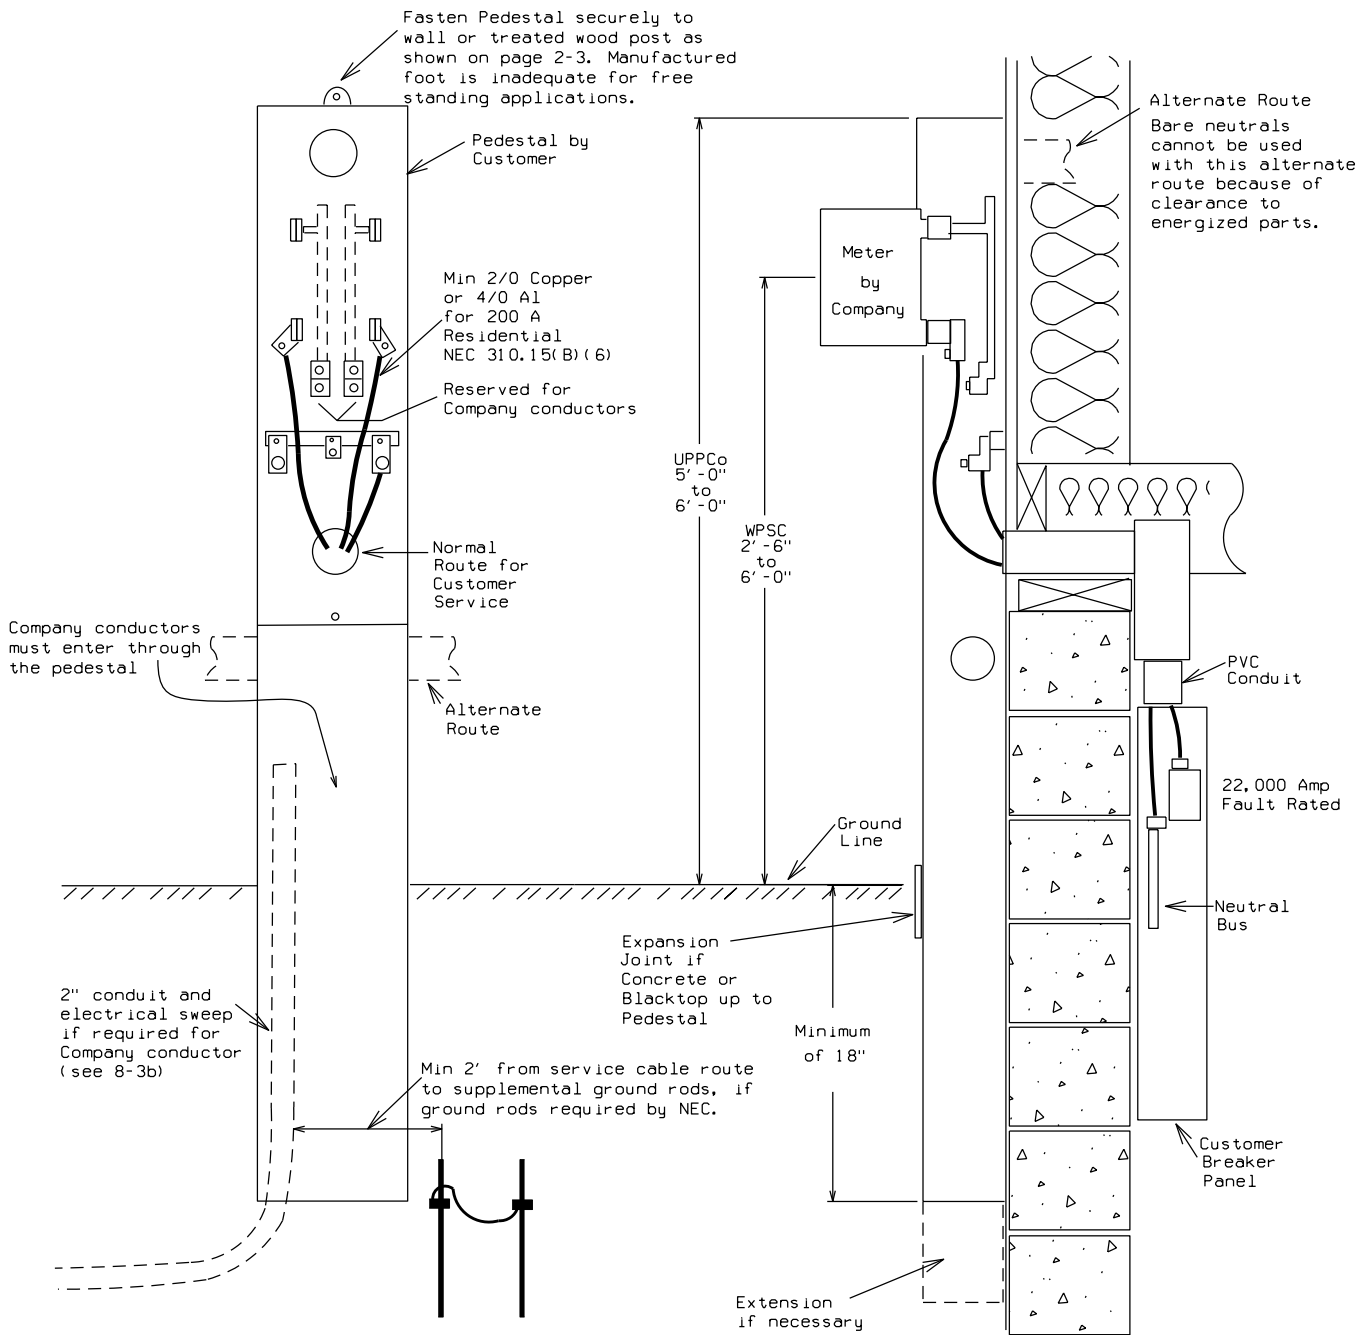 Fasten Pedestal securely to
wall or treated wood post as
shown on page 2-3. Manufactured
foot is inadequate for free
standing applications.
Pedestal by
Customer
Alternate Route
Bare neutrals
cannot be used
with this alternate
route because of
clearance to
energized parts.
Meter
by
Company
Min 2/0 Copper
or 4/0 Al
for 200 A
Residential
NEC 310.15(B)(6)
Reserved for
Company conductors
UPPCo
5'-0"
to
6'-0"
WPSC
2'-6"
to
6'-0"
Normal
Route for
Customer
Service
Company conductors
must enter through
the pedestal
Alternate
Route
PVC
Conduit
22,000 Amp
Fault Rated
Ground
Line
Neutral
Bus
Expansion
Joint if
Concrete or
Blacktop up to
Pedestal
2" conduit and
electrical sweep
if required for
Company conductor
(see 8-3b)
Minimum
of 18"
Min 2' from service cable route
to supplemental ground rods, if
ground rods required by NEC.
Customer
Breaker
Panel
Extension
if necessary